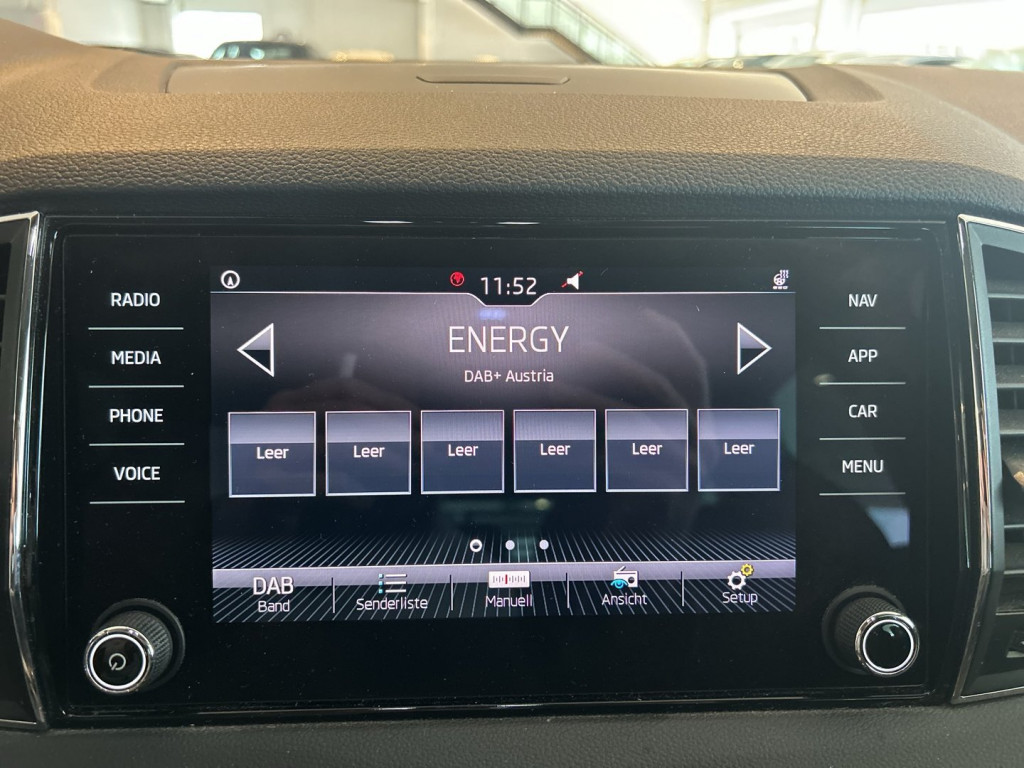 RADIO
MEDIA
PHONE
VOICE
11:52
ENERGY
DAB+ Austria
Leer Leer Leer Leer Leer Leer
DAB
Band
Senderliste
Manuell
Ansicht
Setup
NAV
APP
CAR
MENU